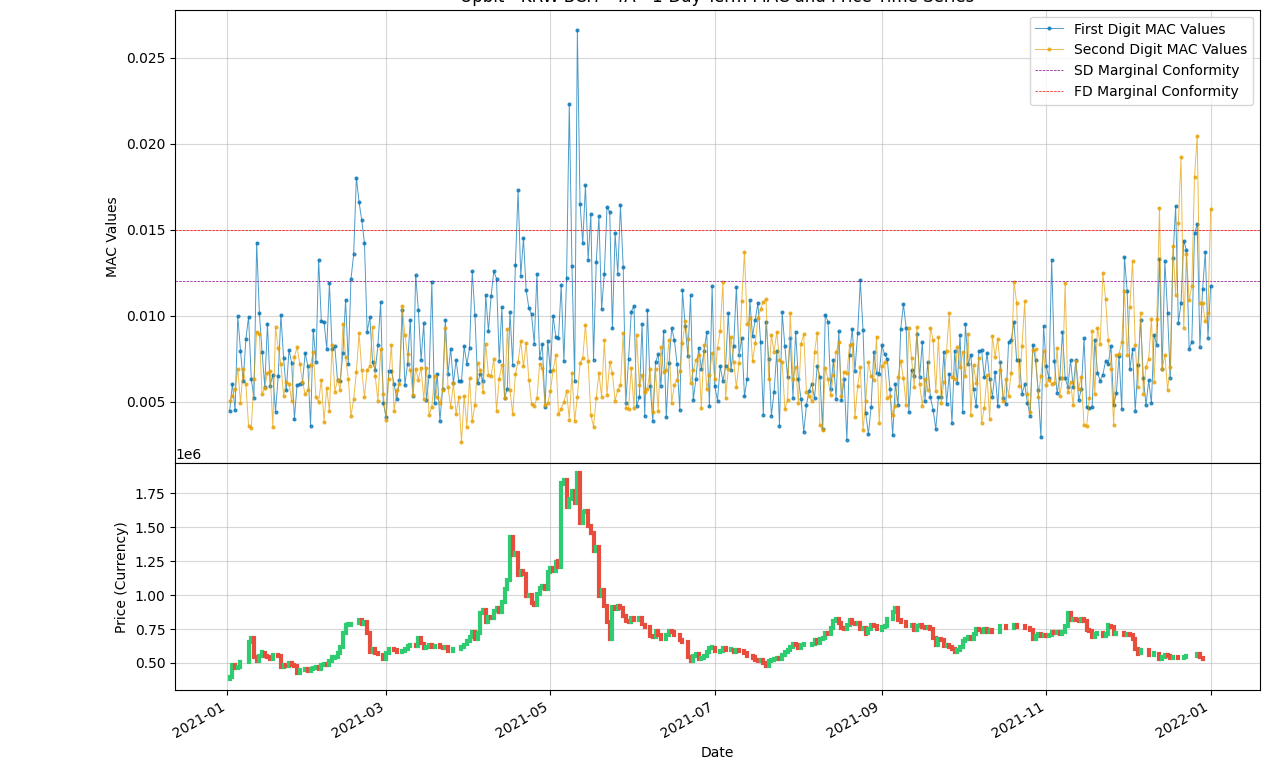 First Digit MAC Values
Second Digit MAC Values
SD Marginal Conformity
FD Marginal Conformity
MAC Values
0.025
0.020
0.015
0.010
0.005
1e6
Price (Currency)
1.75
1.50
1.25
1.00
0.75
0.50
2021-01
2021-03
2021-05
2021-07
2021-09
2021-11
2022-01
Date